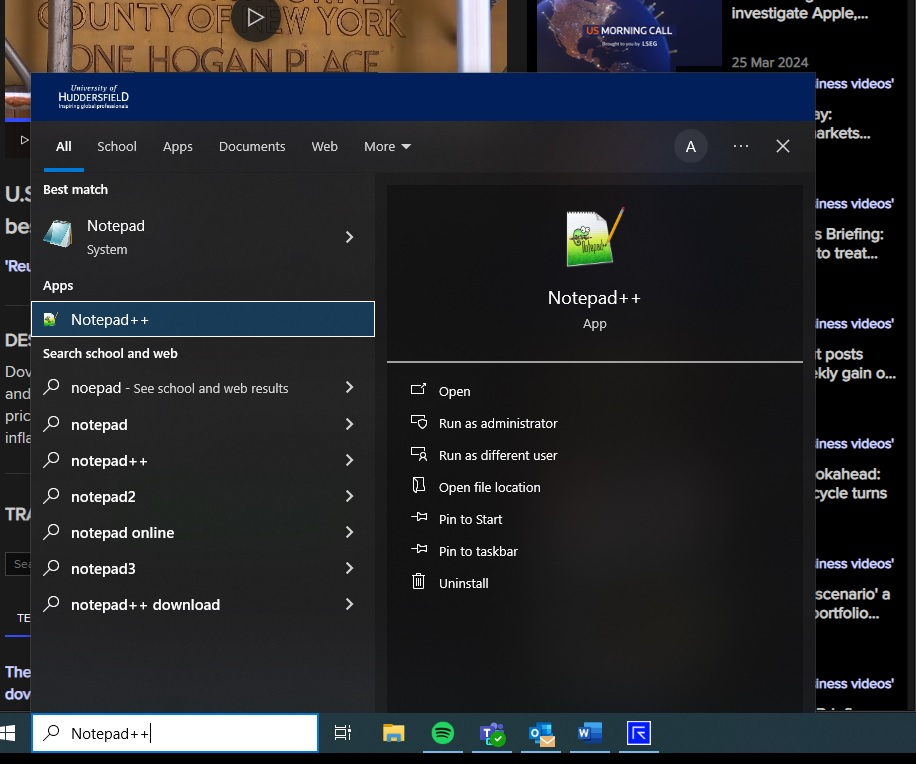 COUNTY OF NEW YORK
ONE HOGAN PLACE
US MORNING CALL
Brought to you by LSEG
investigate Apple,...
25 Mar 2024
University of
HUDDERSFIELD
Inspiring global professionals
All
School
Apps
Documents
Web
More
A
...
Best match
Notepad
System
Apps
Notepad++
Search school and web
noepad - See school and web results
notepad
notepad++
notepad2
notepad online
notepad3
notepad++ download
Notepad++
Notepad++
App
Open
Run as administrator
Run as different user
Open file location
Pin to Start
Pin to taskbar
Uninstall
U.S
be
'Reu
DES
Dov
and
pric
infla
TRA
Sea
TE
The
dov
iness videos'
ay:
arkets...
iness videos'
s Briefing:
to treat...
iness videos'
t posts
kly gain o...
iness videos'
okahead:
cycle turns
iness videos'
scenario' a
portfolio...
iness videos'
Notepad++